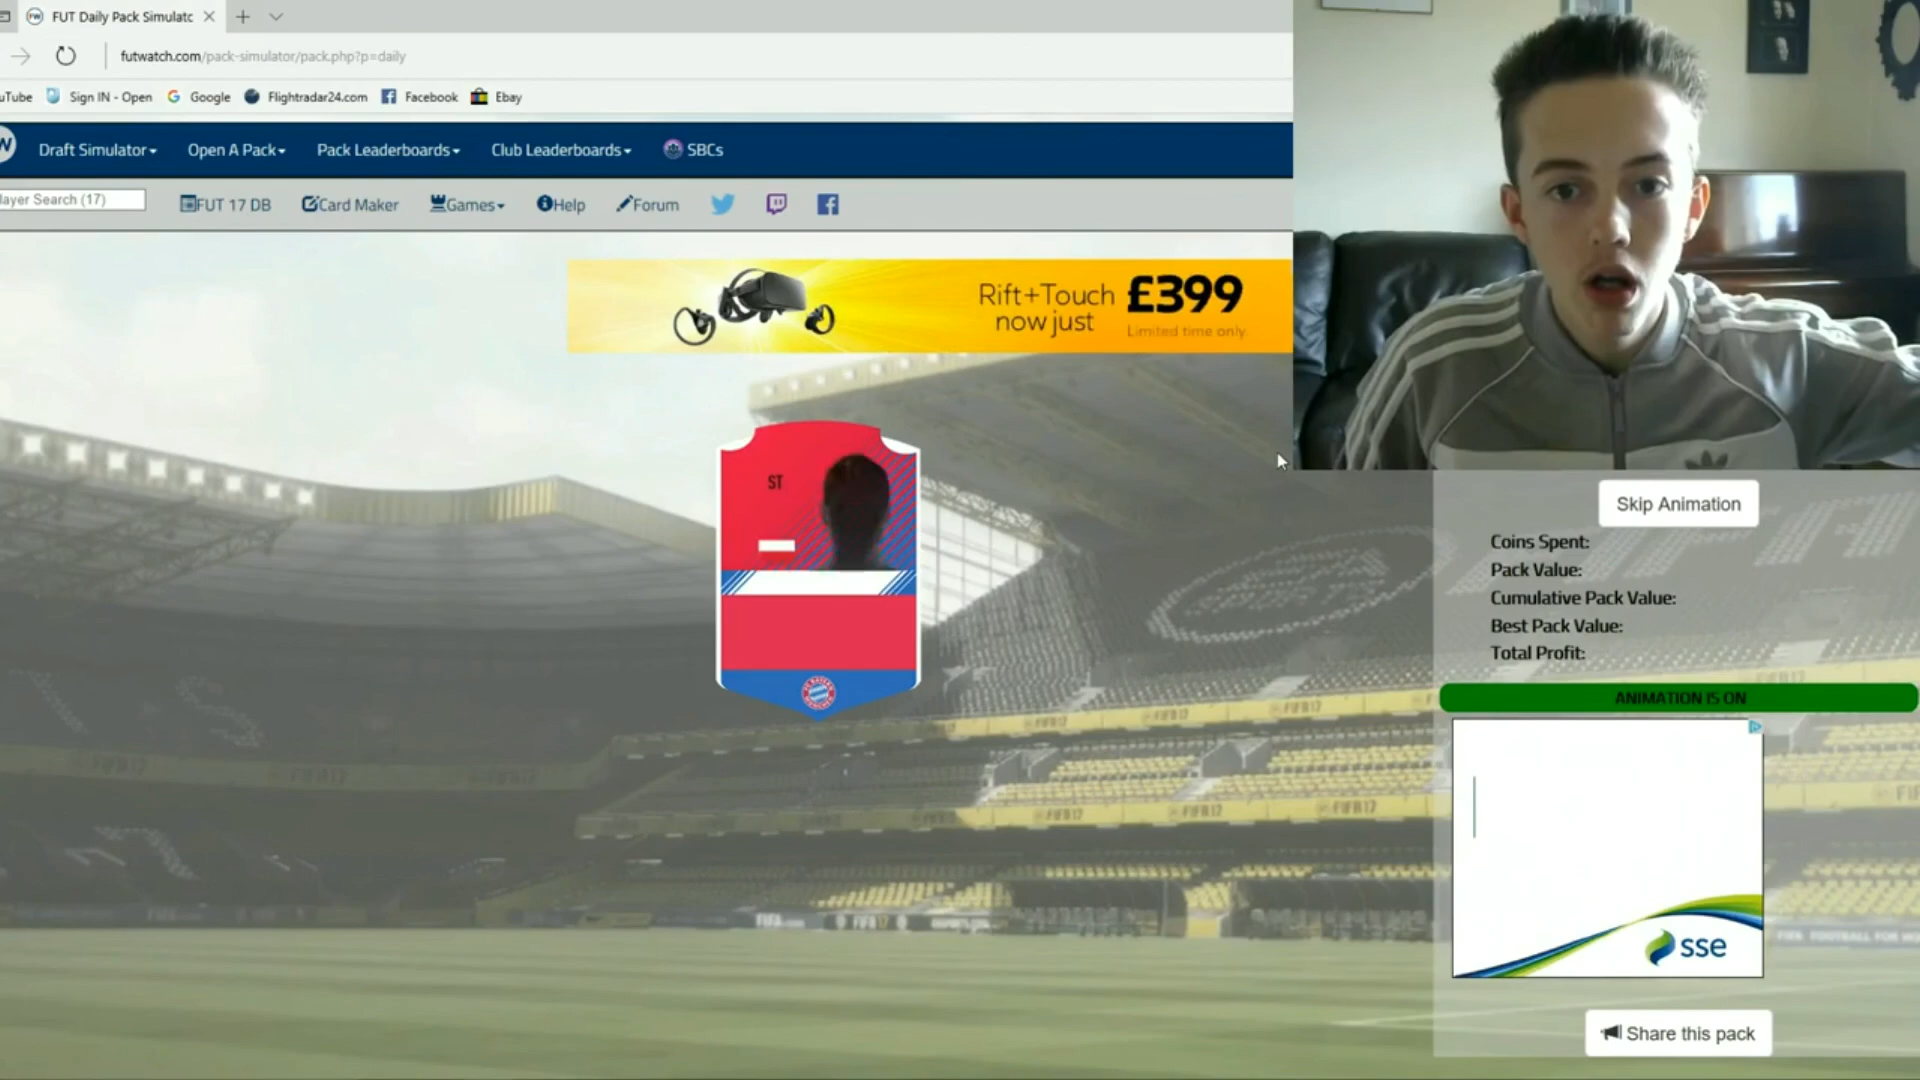 FUT Daily Pack Simulatc
futwatch.com/pack-simulator/pack.php?p=daily
uTube Sign IN - Open Google Flightradar24.com Facebook Ebay
W Draft Simulator Open A Pack Pack Leaderboards Club Leaderboards SBCs
layer Search (17) FUT 17 DB Card Maker Games Help Forum
Rift+Touch
now just
£399
Limited time only
ST
Skip Animation
Coins Spent:
Pack Value:
Cumulative Pack Value:
Best Pack Value:
Total Profit:
ANIMATION IS ON
FIFA 17
sse
Share this pack